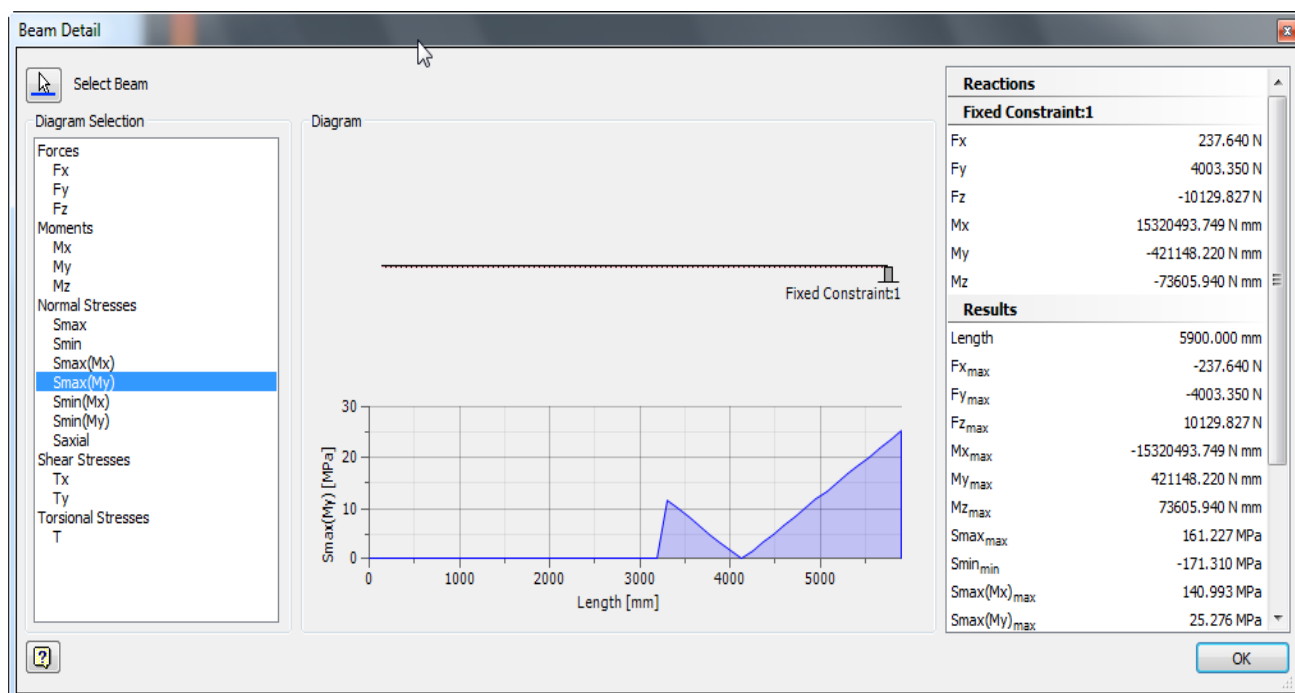 Beam Detail
Select Beam
Diagram Selection
Forces
Fx
Fy
Fz
Moments
Mx
My
Mz
Normal Stresses
Smax
Smin
Smax(Mx)
Smax(My)
Smin(Mx)
Smin(My)
Saxial
Shear Stresses
Tx
Ty
Torsional Stresses
T
Diagram
Fixed Constraint:1
30
20
10
0
Smax(My) [MPa]
0 1000 2000 3000 4000 5000
Length [mm]
Reactions
Fixed Constraint:1
Fx 237.640 N
Fy 4003.350 N
Fz -10129.827 N
Mx 15320493.749 N mm
My -421148.220 N mm
Mz -73605.940 N mm
Results
Length 5900.000 mm
Fxmax -237.640 N
Fymax -4003.350 N
Fzmax 10129.827 N
Mxmax -15320493.749 N mm
Mymax 421148.220 N mm
Mzmax 73605.940 N mm
Smaxmax 161.227 MPa
Sminmin -171.310 MPa
Smax(Mx)max 140.993 MPa
Smax(My)max 25.276 MPa
OK